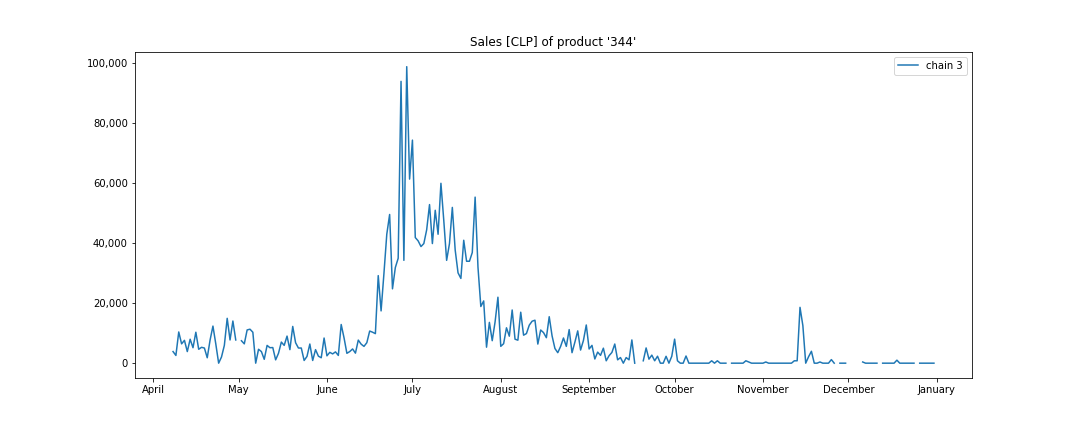 Sales [CLP] of product '344'
chain 3
100,000
80,000
60,000
40,000
20,000
0
April May June July August September October November December January